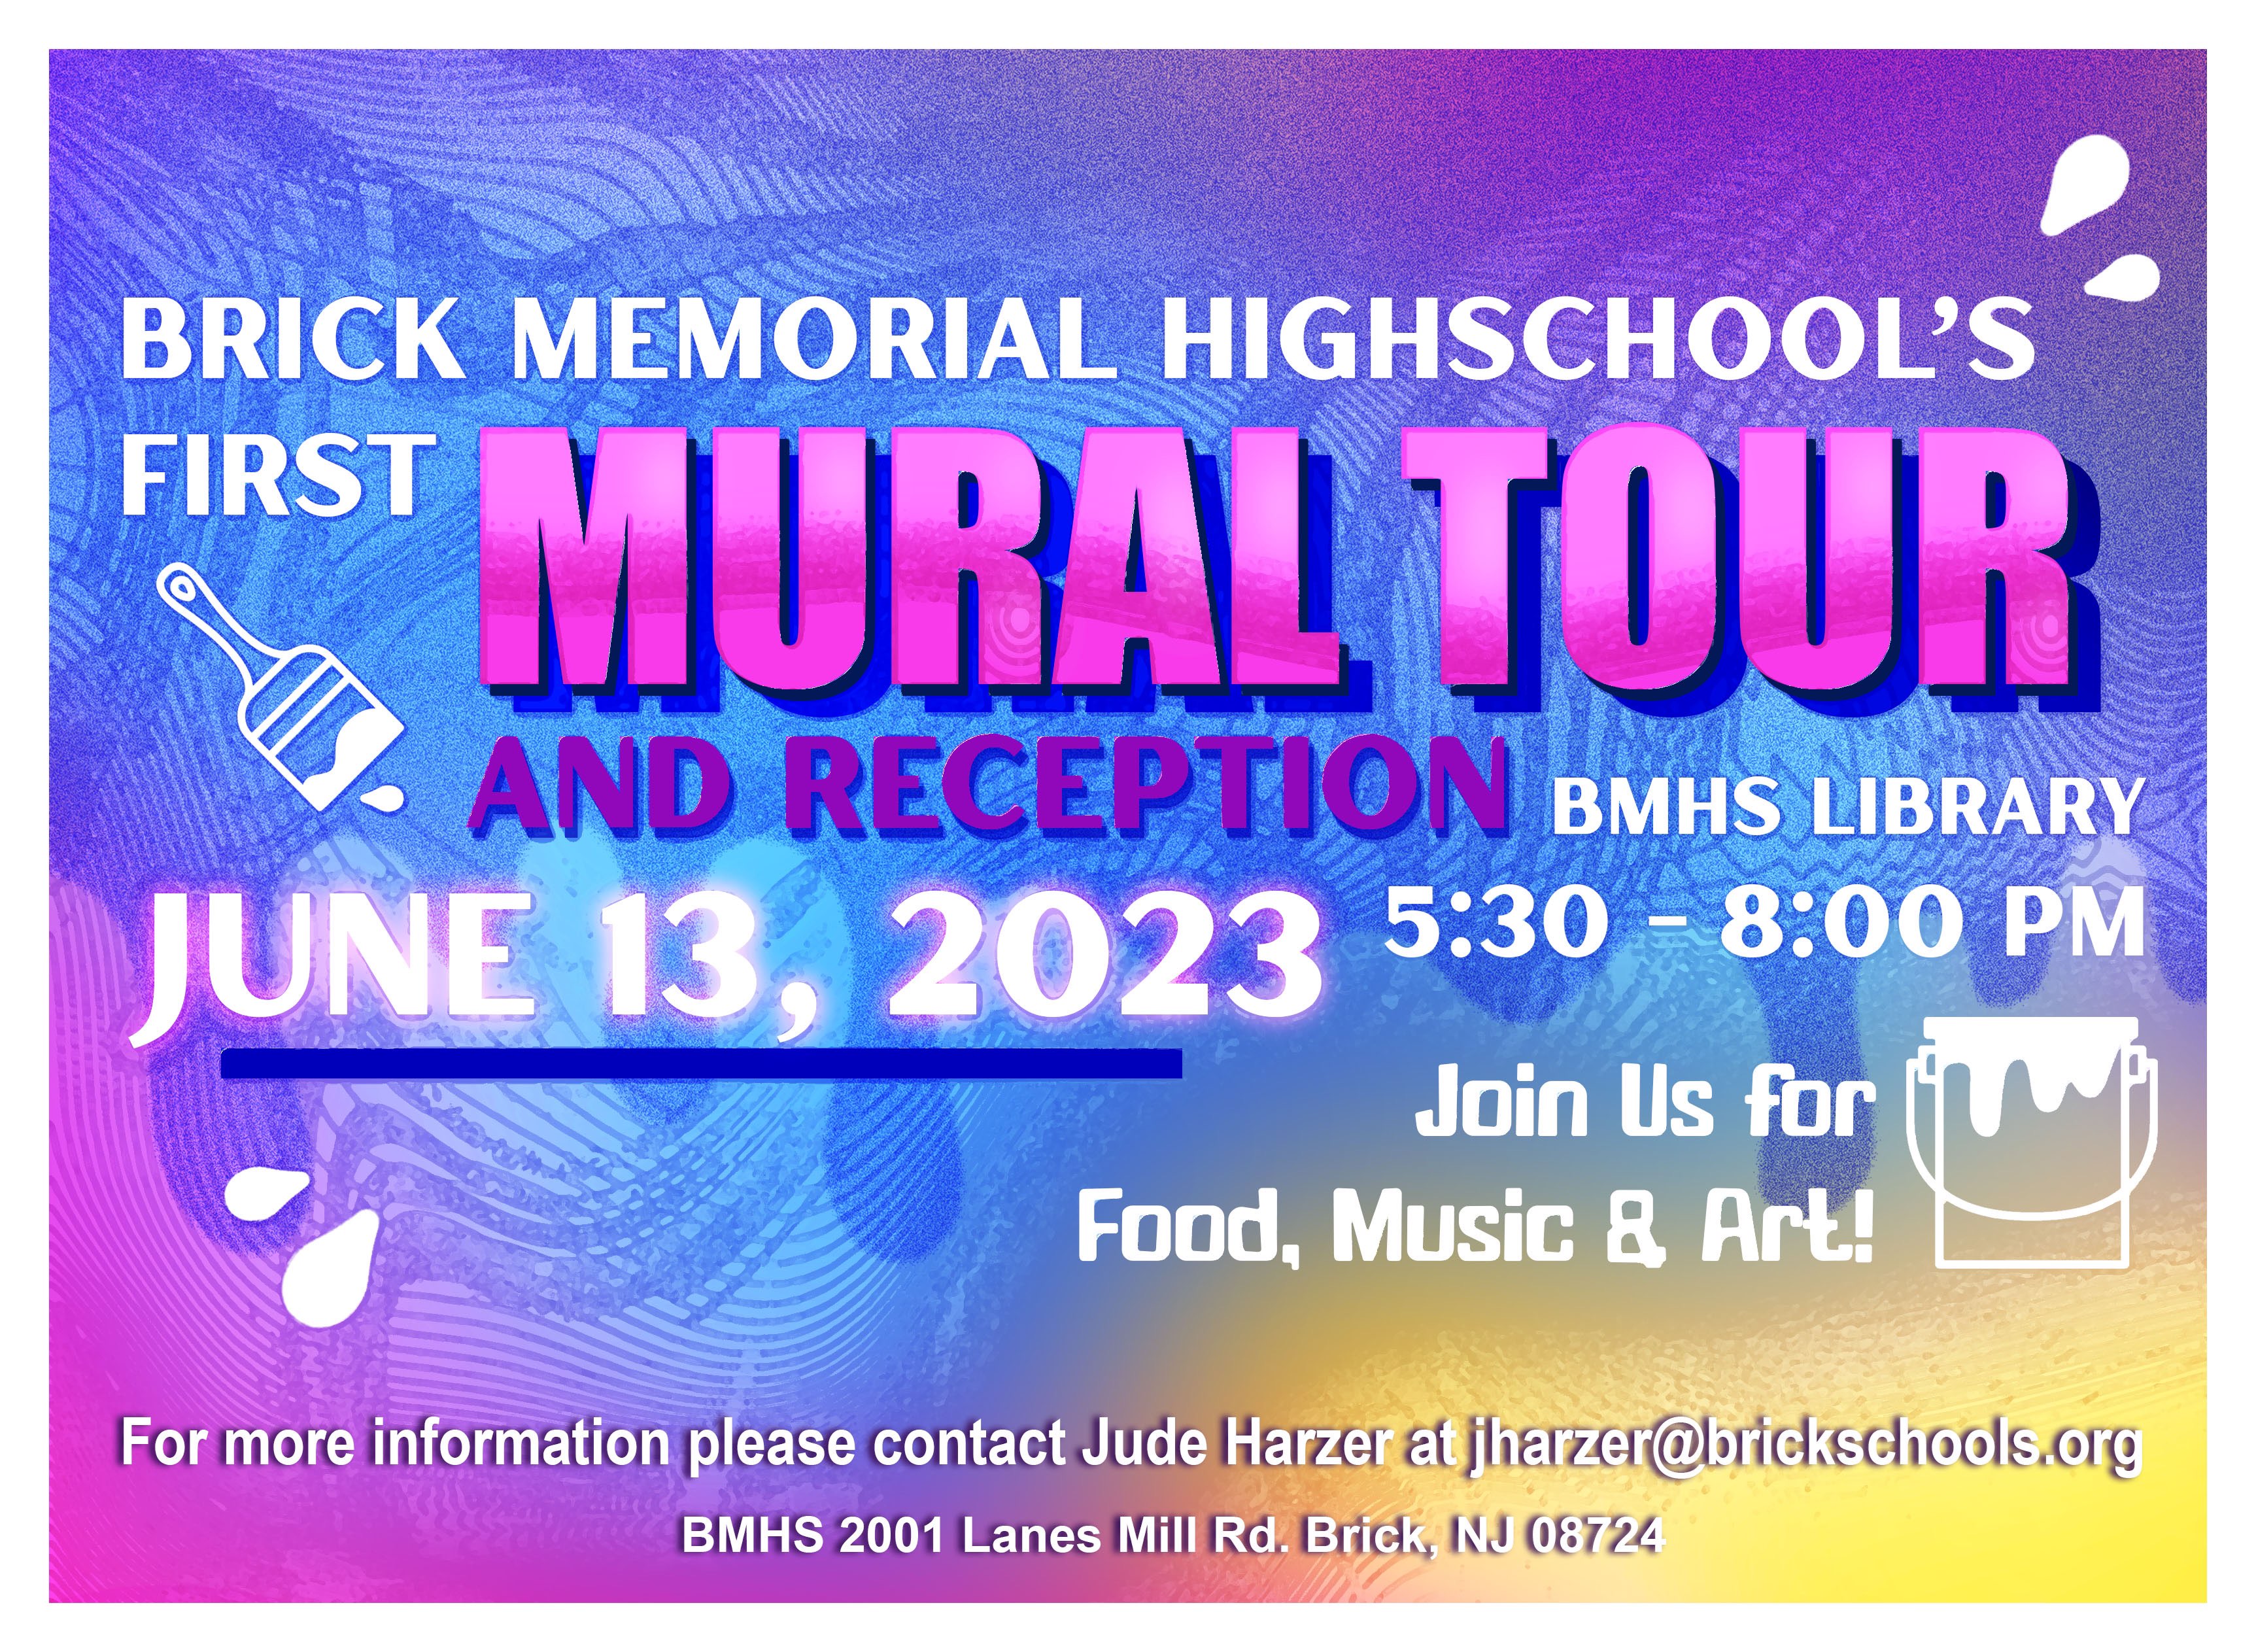 BRICK MEMORIAL HIGHSCHOOL'S
FIRST MURAL TOUR
AND RECEPTION BMHS LIBRARY
JUNE 13, 2023 5:30 - 8:00 PM
Join Us for
Food, Music & Art!
For more information please contact Jude Harzer at jharzer@brickschools.org
BMHS 2001 Lanes Mill Rd. Brick, NJ 08724